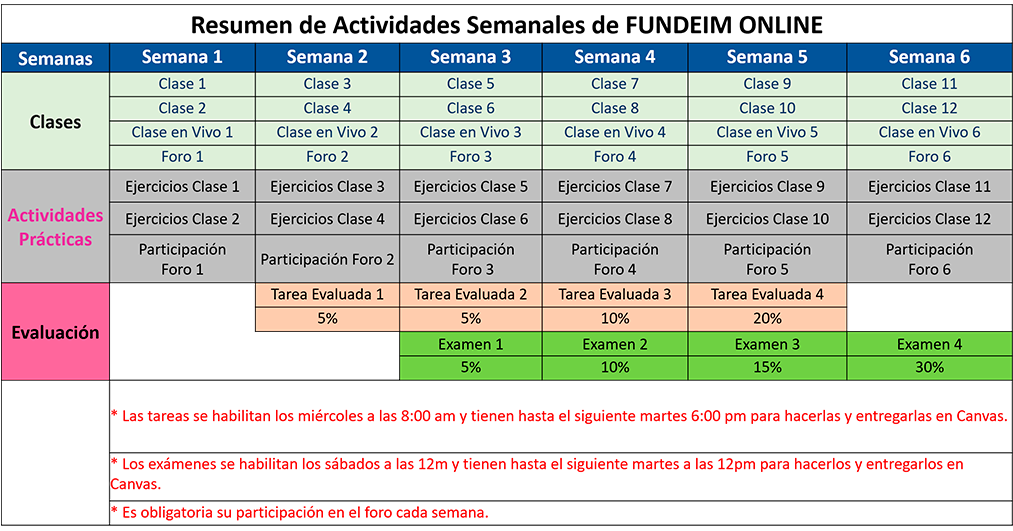 Resumen de Actividades Semanales de FUNDEIM ONLINE
Semanas Semana 1 Semana 2 Semana 3 Semana 4 Semana 5 Semana 6
Clases
Clase 1 Clase 3 Clase 5 Clase 7 Clase 9 Clase 11
Clase 2 Clase 4 Clase 6 Clase 8 Clase 10 Clase 12
Clase en Vivo 1 Clase en Vivo 2 Clase en Vivo 3 Clase en Vivo 4 Clase en Vivo 5 Clase en Vivo 6
Foro 1 Foro 2 Foro 3 Foro 4 Foro 5 Foro 6
Actividades
Prácticas
Ejercicios Clase 1 Ejercicios Clase 3 Ejercicios Clase 5 Ejercicios Clase 7 Ejercicios Clase 9 Ejercicios Clase 11
Ejercicios Clase 2 Ejercicios Clase 4 Ejercicios Clase 6 Ejercicios Clase 8 Ejercicios Clase 10 Ejercicios Clase 12
Participación
Foro 1
Participación Foro 2
Participación
Foro 3
Participación
Foro 4
Participación
Foro 5
Participación
Foro 6
Evaluación
Tarea Evaluada 1 Tarea Evaluada 2 Tarea Evaluada 3 Tarea Evaluada 4
5% 5% 10% 20%
Examen 1 Examen 2 Examen 3 Examen 4
5% 10% 15% 30%
* Las tareas se habilitan los miércoles a las 8:00 am y tienen hasta el siguiente martes 6:00 pm para hacerlas y entregarlas en Canvas.
* Los exámenes se habilitan los sábados a las 12m y tienen hasta el siguiente martes a las 12pm para hacerlos y entregarlos en
Canvas.
* Es obligatoria su participación en el foro cada semana.